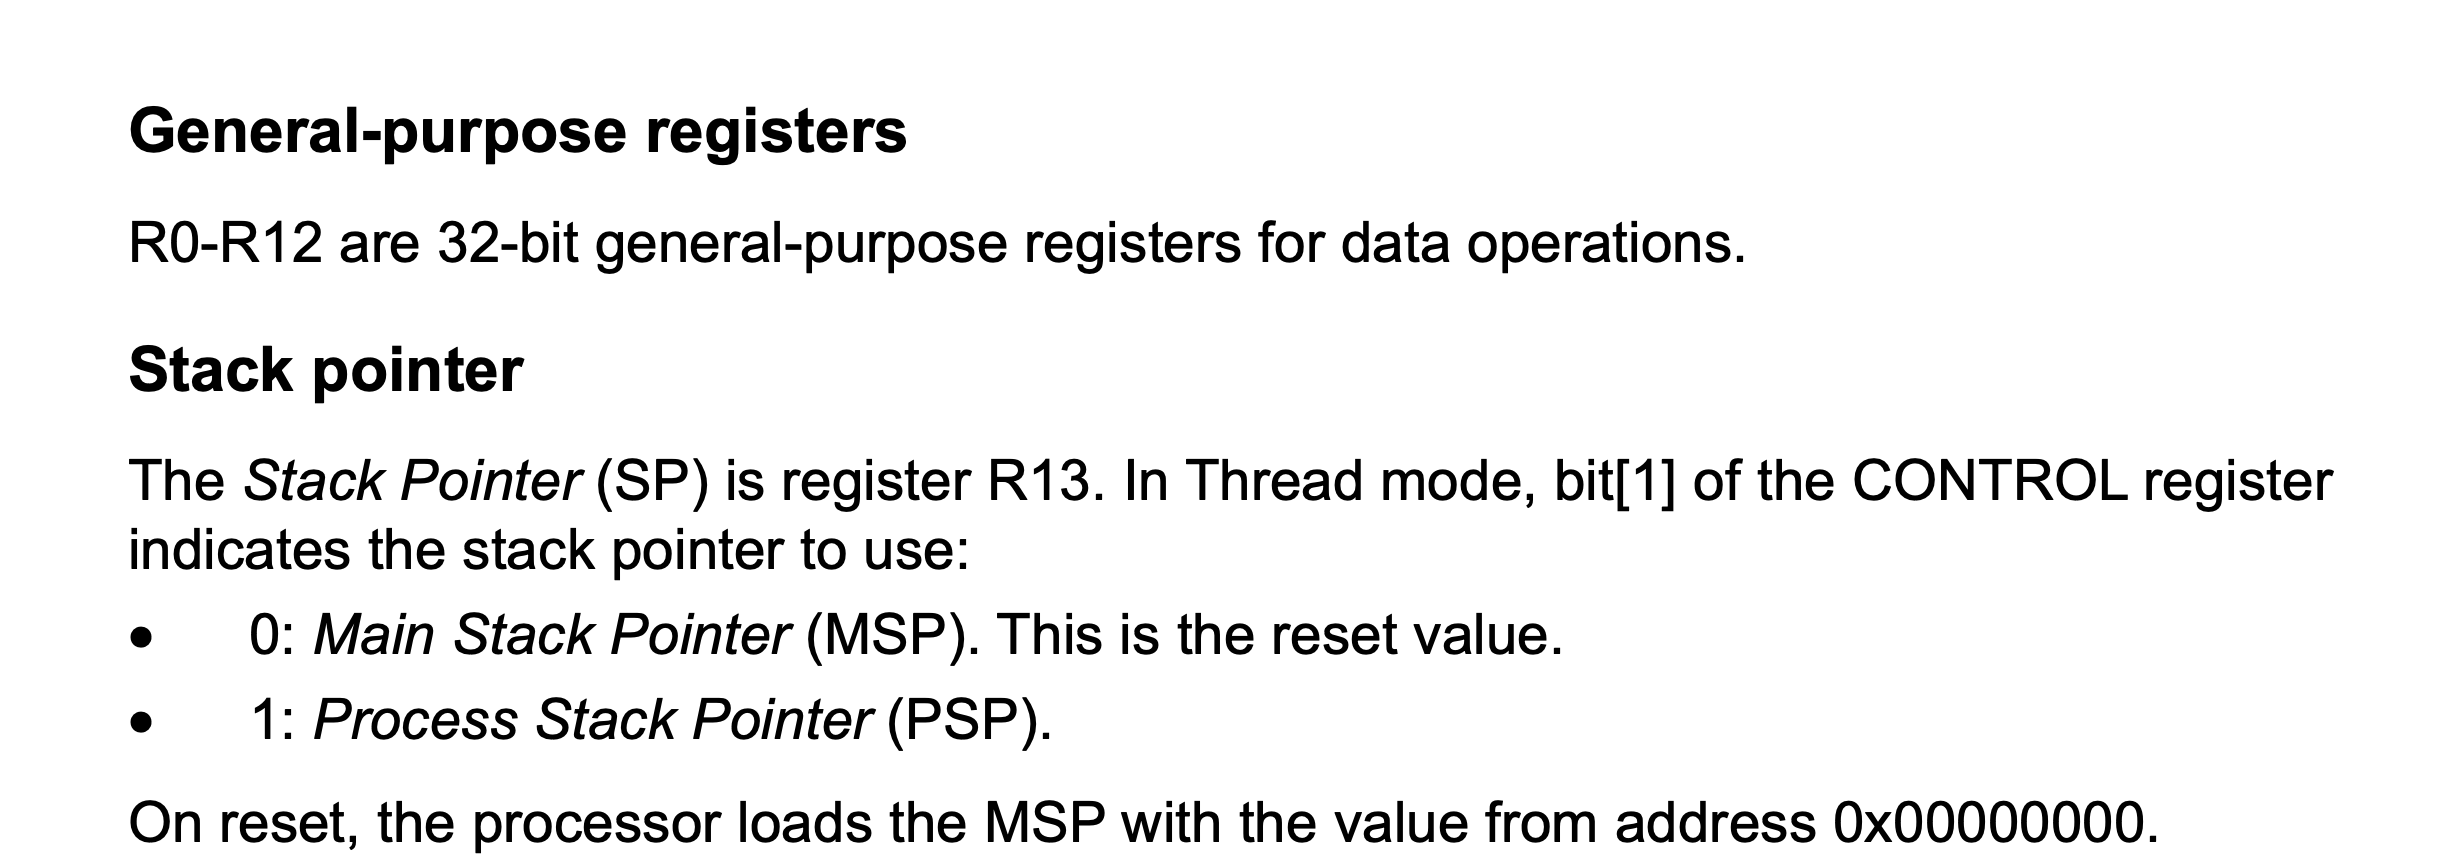 General-purpose registers
R0-R12 are 32-bit general-purpose registers for data operations.
Stack pointer
The Stack Pointer (SP) is register R13. In Thread mode, bit[1] of the CONTROL register
indicates the stack pointer to use:
• 0: Main Stack Pointer (MSP). This is the reset value.
• 1: Process Stack Pointer (PSP).
On reset, the processor loads the MSP with the value from address 0x00000000.